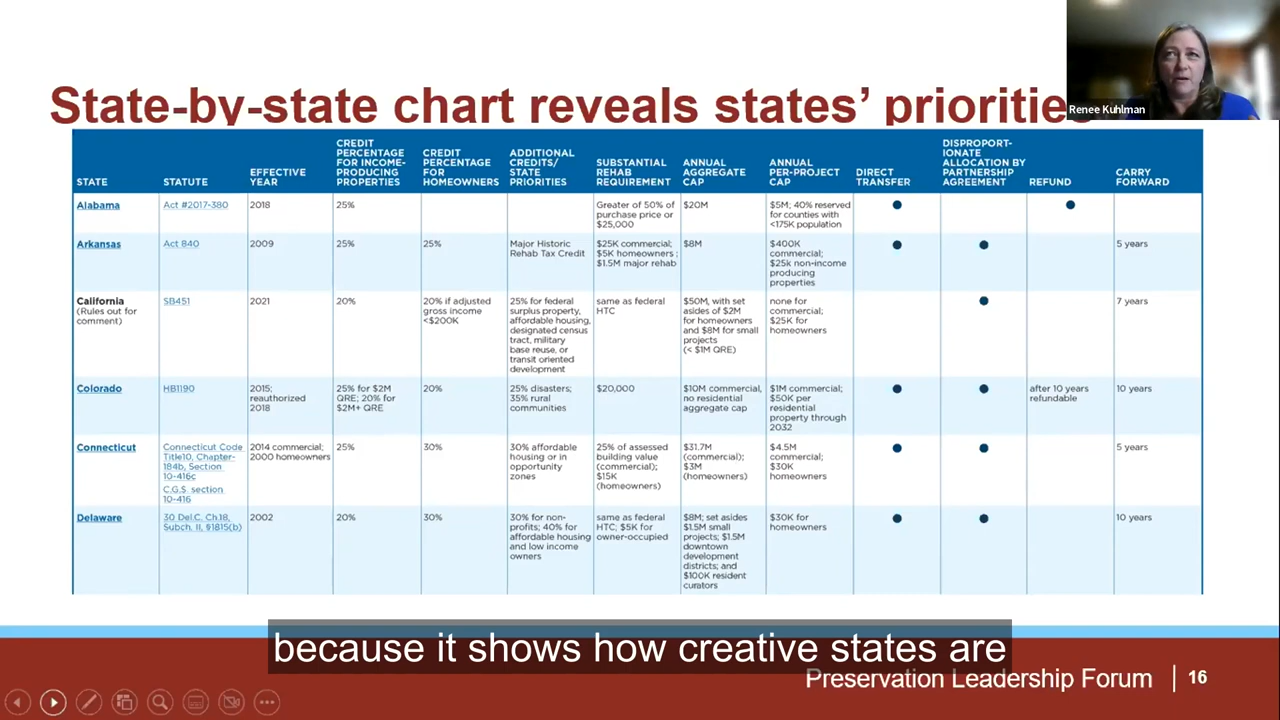 Renee Kuhlman
State-by-state chart reveals states' priorities
STATE
STATUTE
EFFECTIVE
YEAR
CREDIT
PERCENTAGE
FOR INCOME-
PRODUCING
PROPERTIES
CREDIT
PERCENTAGE
FOR
HOMEOWNERS
ADDITIONAL
CREDITS/
STATE
PRIORITIES
SUBSTANTIAL
REHAB
REQUIREMENT
ANNUAL
AGGREGATE
CAP
ANNUAL
PER-PROJECT
CAP
DIRECT
TRANSFER
DISPROPORT-
IONATE
ALLOCATION BY
PARTNERSHIP
AGREEMENT
REFUND
CARRY
FORWARD
Alabama
Act #2017-380
2018
25%
Greater of 50% of
purchase price or
$25,000
$20M
$5M; 40% reserved
for counties with
<175K population
Arkansas
Act 840
2009
25%
25%
Major Historic
Rehab Tax Credit
$25K commercial;
$5K homeowners ;
$1.5M major rehab
$8M
$400K
commercial;
$25k non-income
producing
properties
5 years
California
(Rules out for
comment)
SB451
2021
20%
20% if adjusted
gross income
<$200K
25% for federal
surplus property,
affordable housing,
designated census
tract, military
base reuse, or
transit oriented
development
same as federal
HTC
$50M, with set
asides of $2M
for homeowners
and $8M for small
projects
(< $1M QRE)
none for
commercial;
$25K for
homeowners
7 years
Colorado
HB1190
2015;
reauthorized
2018
25% for $2M
QRE; 20% for
$2M+ QRE
20%
25% disasters;
35% rural
communities
$20,000
$10M commercial,
no residential
aggregate cap
$1M commercial;
$50K per
residential
property through
2032
after 10 years
refundable
10 years
Connecticut
Connecticut Code
Title10, Chapter-
184b, Section
10-416c
C.G.S. section
10-416
2014 commercial;
2000 homeowners
25%
30%
30% affordable
housing or in
opportunity
zones
25% of assessed
building value
(commercial);
$15K
(homeowners)
$31.7M
(commercial);
$3M
(homeowners)
$4.5M
commercial;
$30K
homeowners
5 years
Delaware
30 Del.C. Ch.18,
Subch. II, §1815(b)
2002
20%
30%
30% for non-
profits; 40% for
affordable housing
and low income
owners
same as federal
HTC; $5K for
owner-occupied
$8M; set asides
$1.5M small
projects; $1.5M
downtown
development
districts; and
$100K resident
curators
$30K for
homeowners
10 years
because it shows how creative states are
Preservation Leadership Forum | 16